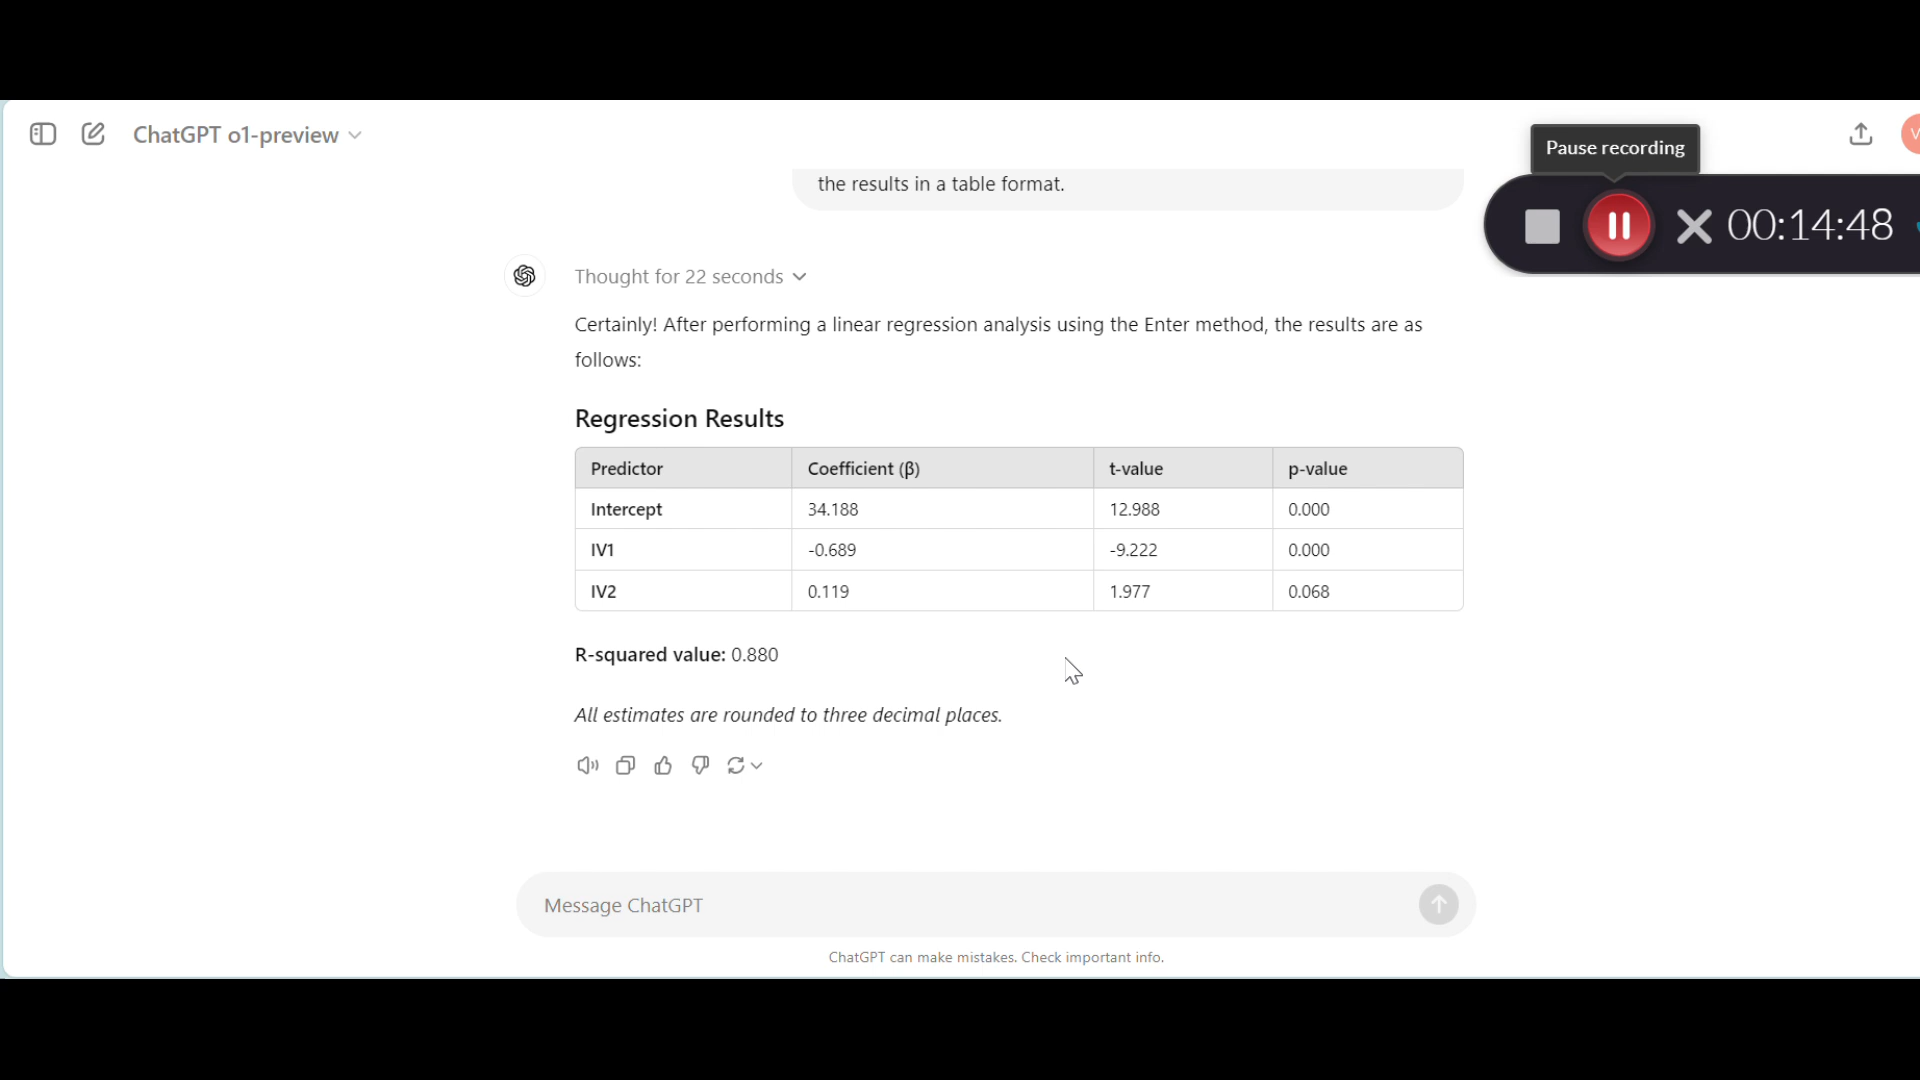 ChatGPT o1-preview
Pause recording
V
the results in a table format.
00:14:48
Thought for 22 seconds
Certainly! After performing a linear regression analysis using the Enter method, the results are as
follows:
Regression Results
Predictor Coefficient (β) t-value p-value
Intercept 34.188 12.988 0.000
IV1 -0.689 -9.222 0.000
IV2 0.119 1.977 0.068
R-squared value: 0.880
All estimates are rounded to three decimal places.
Message ChatGPT
ChatGPT can make mistakes. Check important info.